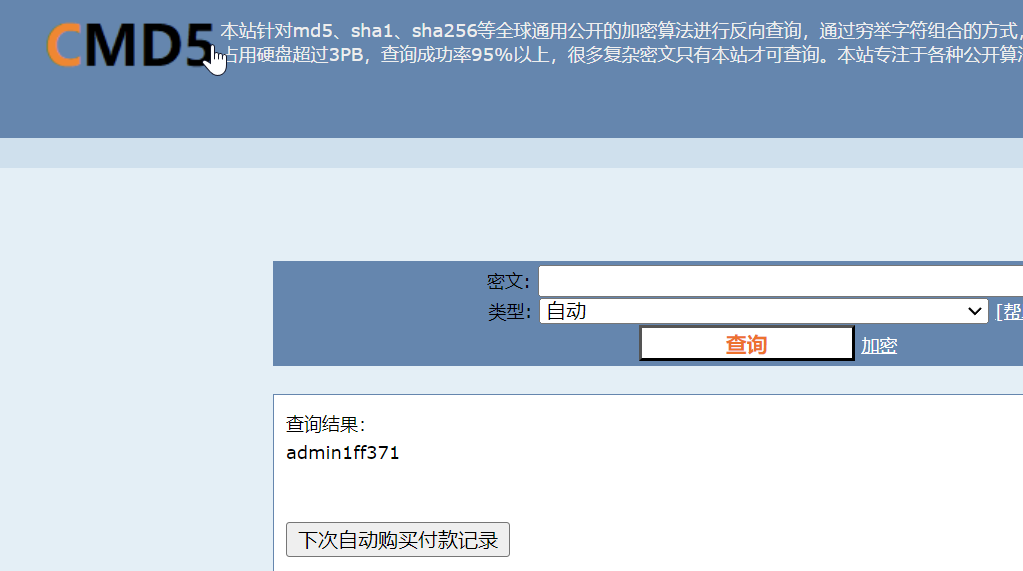 CMD5
本站针对md5、sha1、sha256等全球通用公开的加密算法进行反向查询，通过穷举字符组合的方式，
占用硬盘超过3PB，查询成功率95%以上，很多复杂密文只有本站才可查询。本站专注于各种公开算法
密文:
类型: 自动 [帮
查询 加密
查询结果:
admin1ff371
下次自动购买付款记录